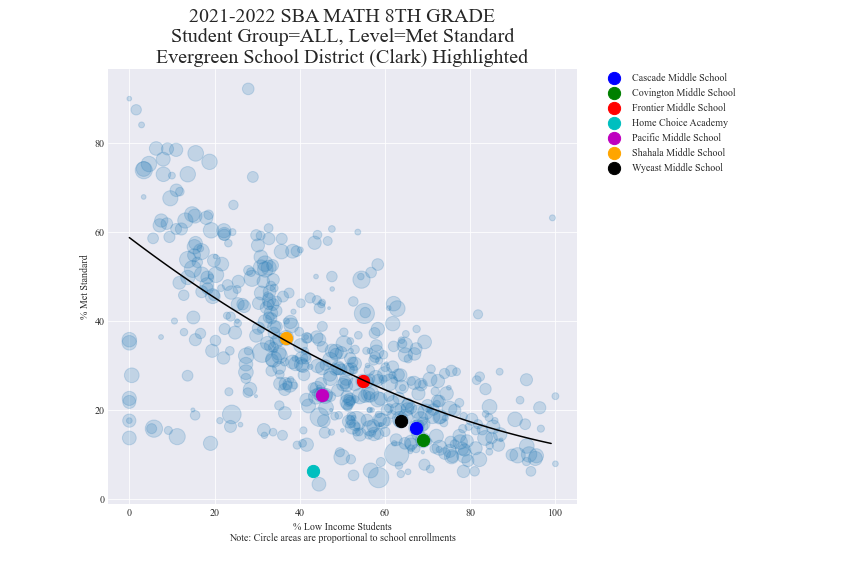 2021-2022 SBA MATH 8TH GRADE
Student Group=ALL, Level=Met Standard
Evergreen School District (Clark) Highlighted
Cascade Middle School
Covington Middle School
Frontier Middle School
Home Choice Academy
Pacific Middle School
Shahala Middle School
Wyeast Middle School
% Met Standard
80
60
40
20
0
0 20 40 60 80 100
% Low Income Students
Note: Circle areas are proportional to school enrollments